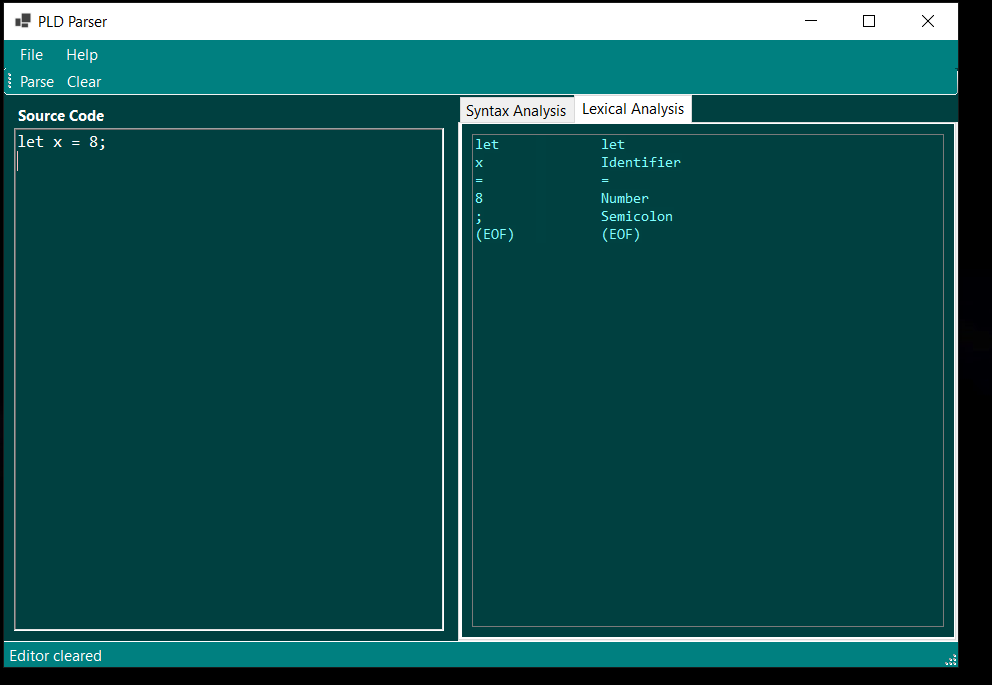 PLD Parser
File Help
Parse Clear
Source Code
let x = 8;
Syntax Analysis Lexical Analysis
let let
x Identifier
= =
8 Number
; Semicolon
(EOF) (EOF)
Editor cleared